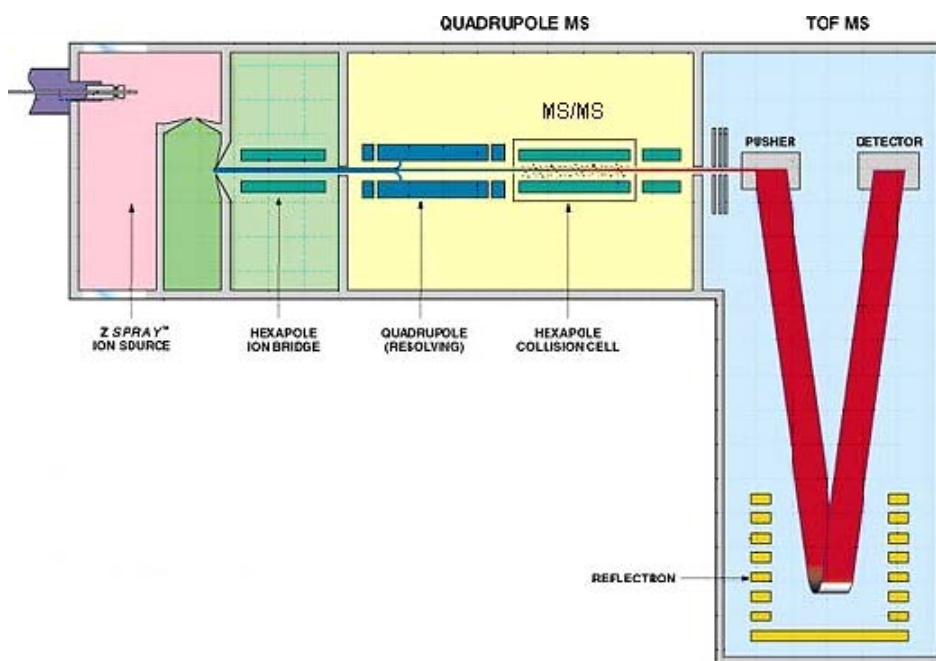 QUADRUPOLE MS
TOF MS
MS/MS
PUSHER
DETECTOR
Z SPRAY™
ION SOURCE
HEXAPOLE
ION BRIDGE
QUADRUPOLE
(RESOLVING)
HEXAPOLE
COLLISION CELL
REFLECTRON